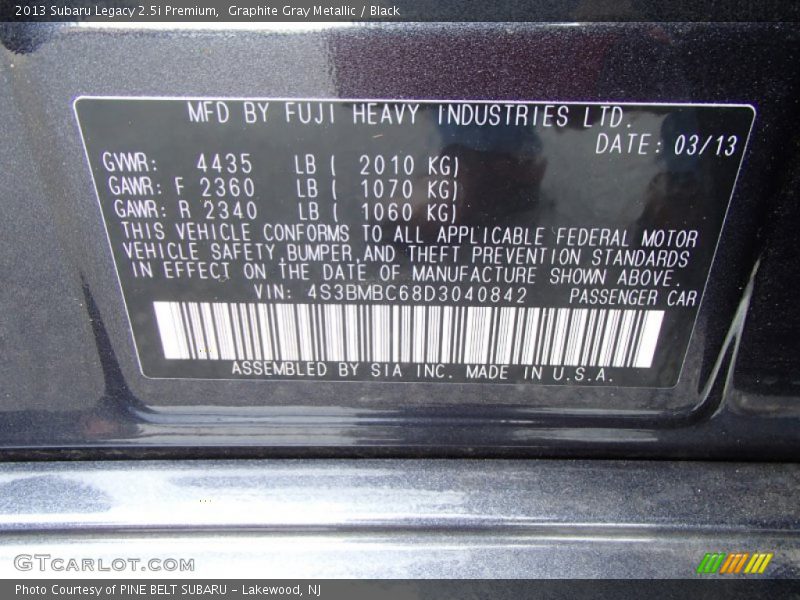 2013 Subaru Legacy 2.5i Premium,  Graphite Gray Metallic / Black
MFD BY FUJI HEAVY INDUSTRIES LTD.
DATE: 03/13
GVWR: 4435 LB ( 2010 KG)
GAWR: F 2360 LB ( 1070 KG)
GAWR: R 2340 LB ( 1060 KG)
THIS VEHICLE CONFORMS TO ALL APPLICABLE FEDERAL MOTOR
VEHICLE SAFETY,BUMPER,AND THEFT PREVENTION STANDARDS
IN EFFECT ON THE DATE OF MANUFACTURE SHOWN ABOVE.
VIN: 4S3BMBC68D3040842 PASSENGER CAR
ASSEMBLED BY SIA INC. MADE IN U.S.A.
GTCARLOT.COM
Photo Courtesy of PINE BELT SUBARU - Lakewood, NJ